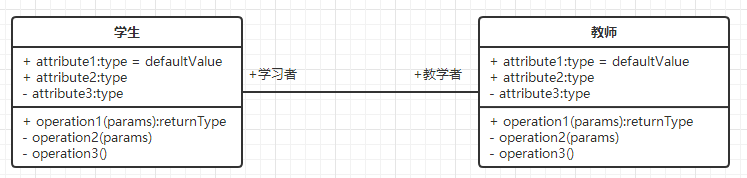 学生
+ attribute1:type = defaultValue
+ attribute2:type
- attribute3:type
+ operation1(params):returnType
- operation2(params)
- operation3()
+学习者
+教学者
教师
+ attribute1:type = defaultValue
+ attribute2:type
- attribute3:type
+ operation1(params):returnType
- operation2(params)
- operation3()